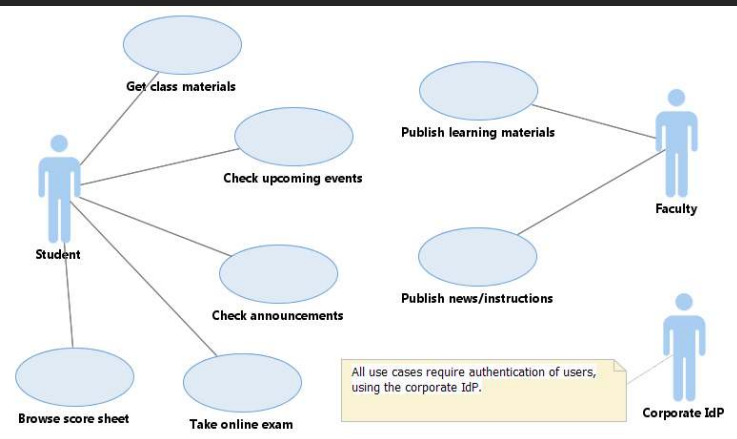 Get class materials
Publish learning materials
Check upcoming events
Faculty
Student
Publish news/instructions
Check announcements
All use cases require authentication of users,
using the corporate IdP.
Corporate IdP
Browse score sheet
Take online exam